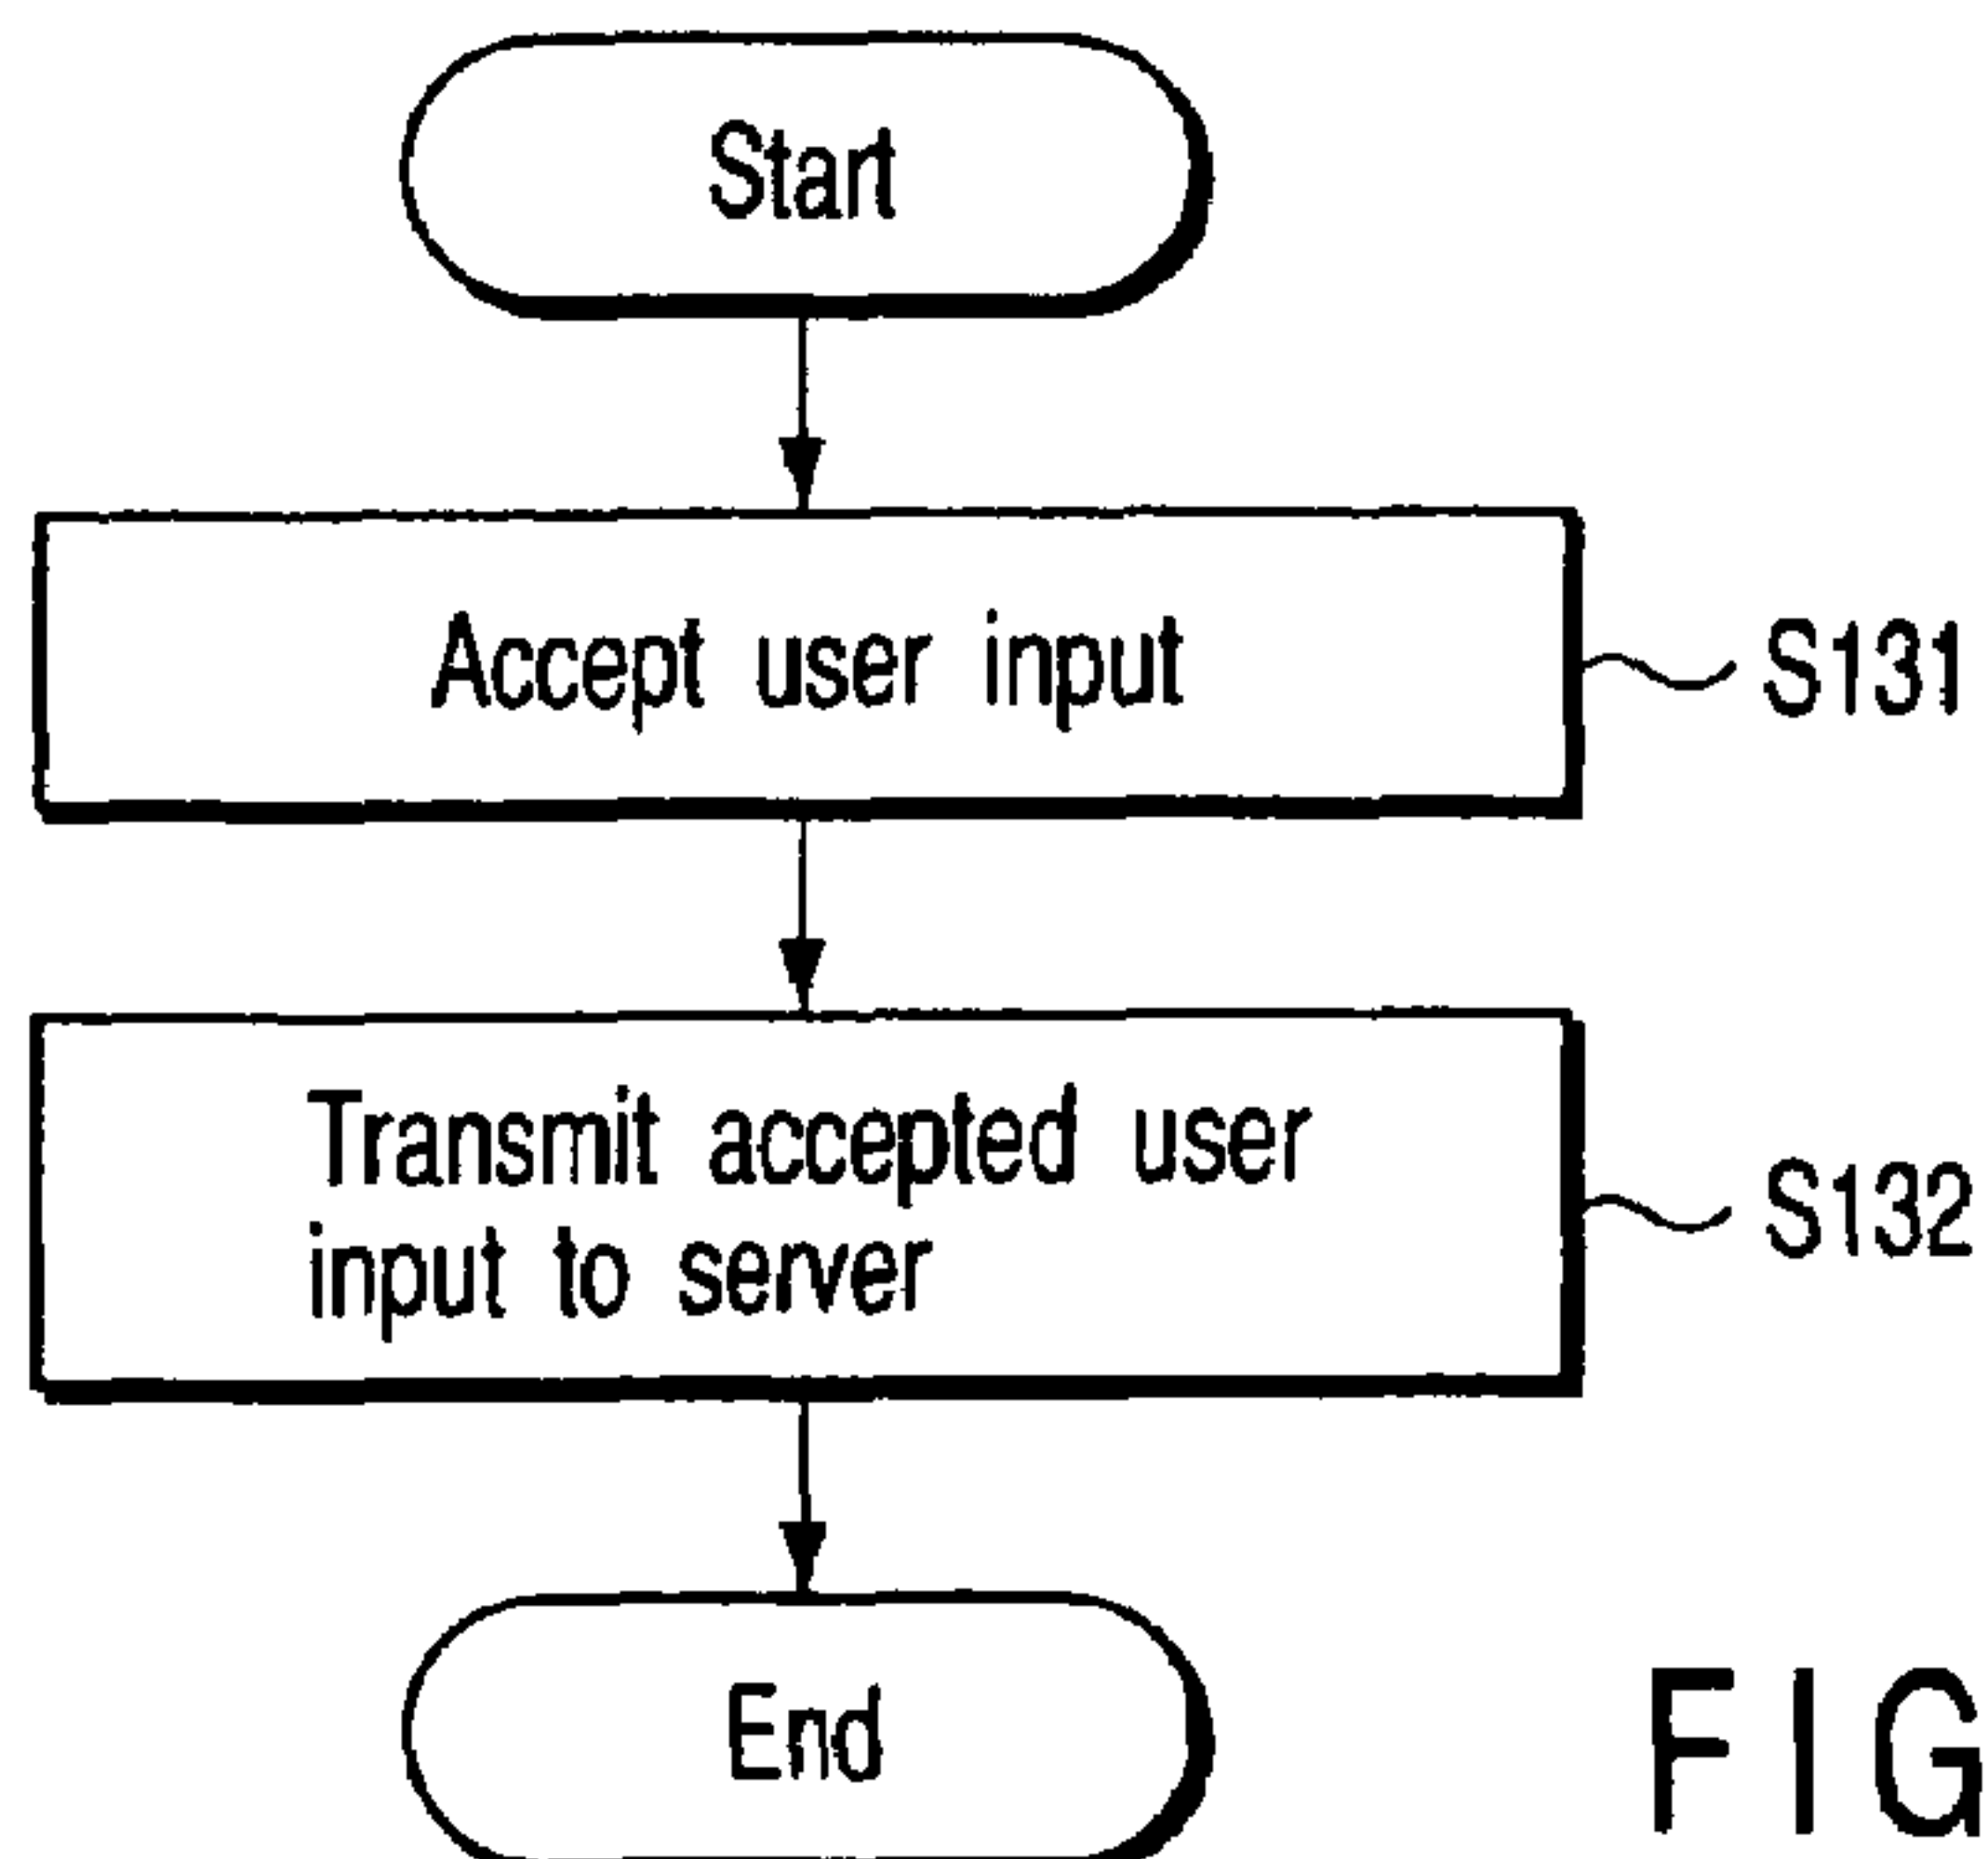 Start
Accept user input
S131
Transmit accepted user
input to server
S132
End
FIG